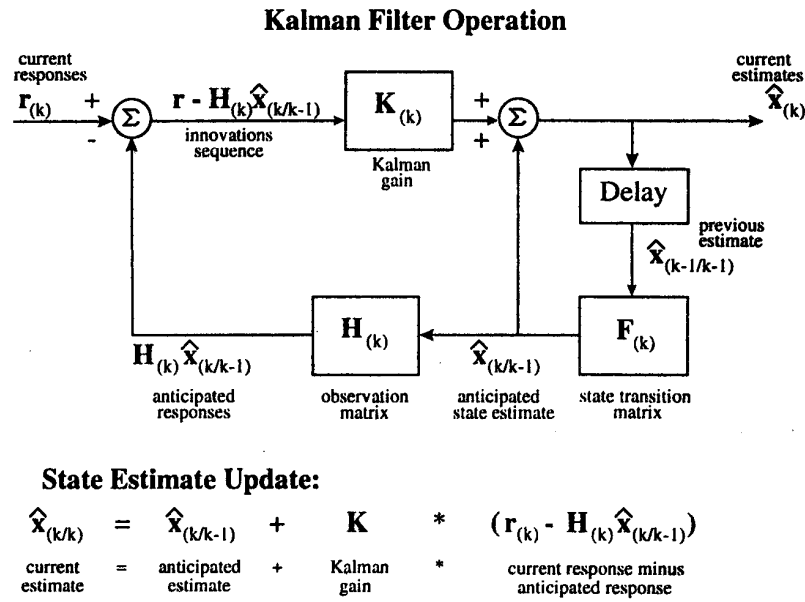 Kalman Filter Operation
current
responses
r(k)
+
-
Σ
r - H(k) x̂(k/k-1)
innovations
sequence
K(k)
Kalman
gain
+
+
Σ
current
estimates
x̂(k)
Delay
previous
estimate
x̂(k-1/k-1)
F(k)
state transition
matrix
x̂(k/k-1)
anticipated
state estimate
H(k)
observation
matrix
H(k) x̂(k/k-1)
anticipated
responses
State Estimate Update:
x̂(k/k) = x̂(k/k-1) + K * (r(k) - H(k) x̂(k/k-1))
current = anticipated + Kalman * current response minus
estimate estimate gain anticipated response